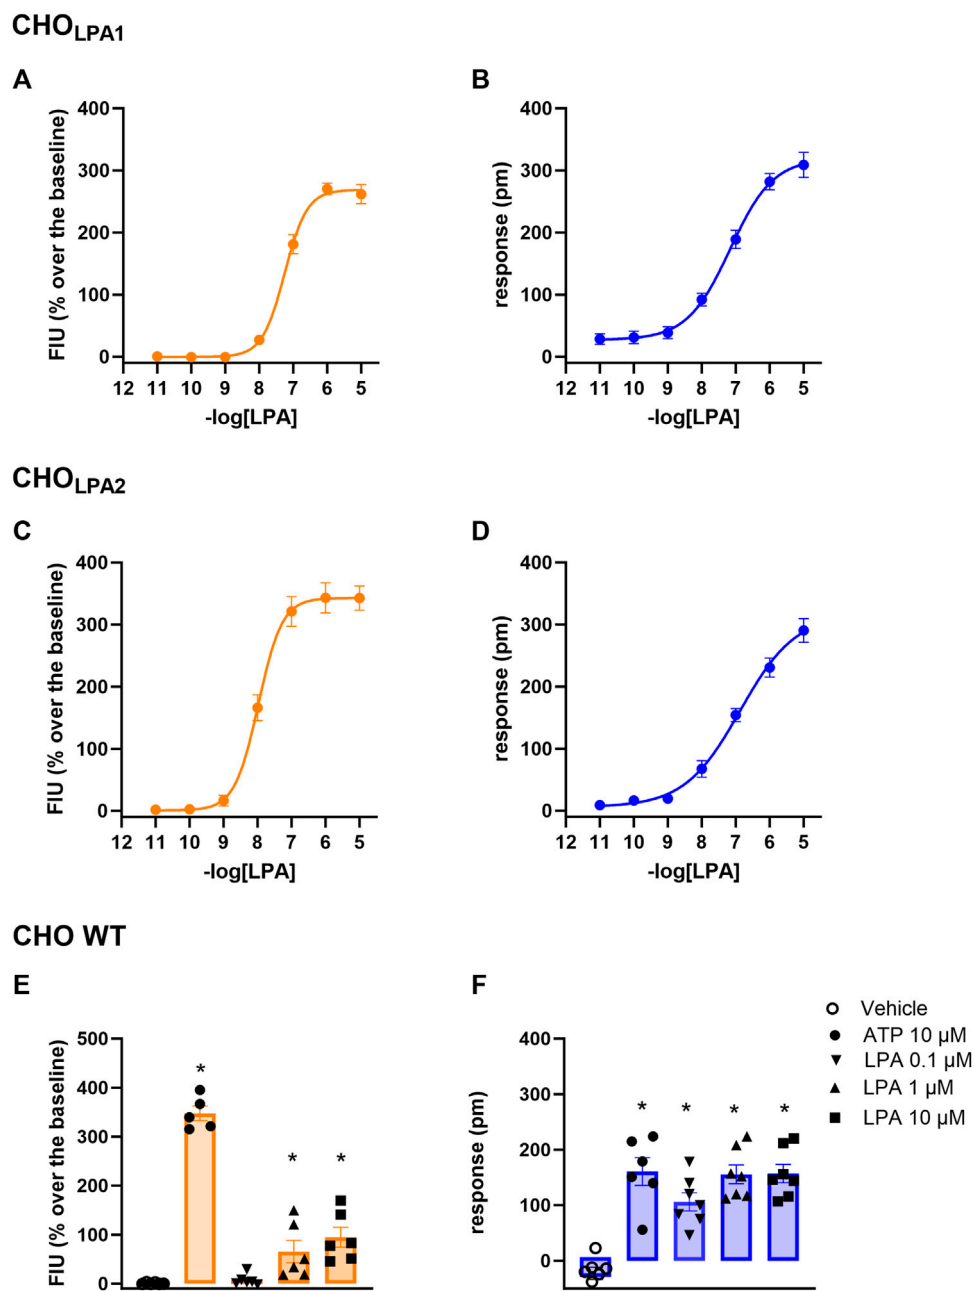 CHOLPA1
A
B
FIU (% over the baseline)
400
300
200
100
0
12 11 10 9 8 7 6 5
-log[LPA]
response (pm)
400
300
200
100
0
12 11 10 9 8 7 6 5
-log[LPA]
CHOLPA2
C
D
FIU (% over the baseline)
400
300
200
100
0
12 11 10 9 8 7 6 5
-log[LPA]
response (pm)
400
300
200
100
0
12 11 10 9 8 7 6 5
-log[LPA]
CHO WT
E
F
FIU (% over the baseline)
500
400
300
200
100
0
*
* *
response (pm)
400
300
200
100
0
* * * *
Vehicle
ATP 10 µM
LPA 0.1 µM
LPA 1 µM
LPA 10 µM